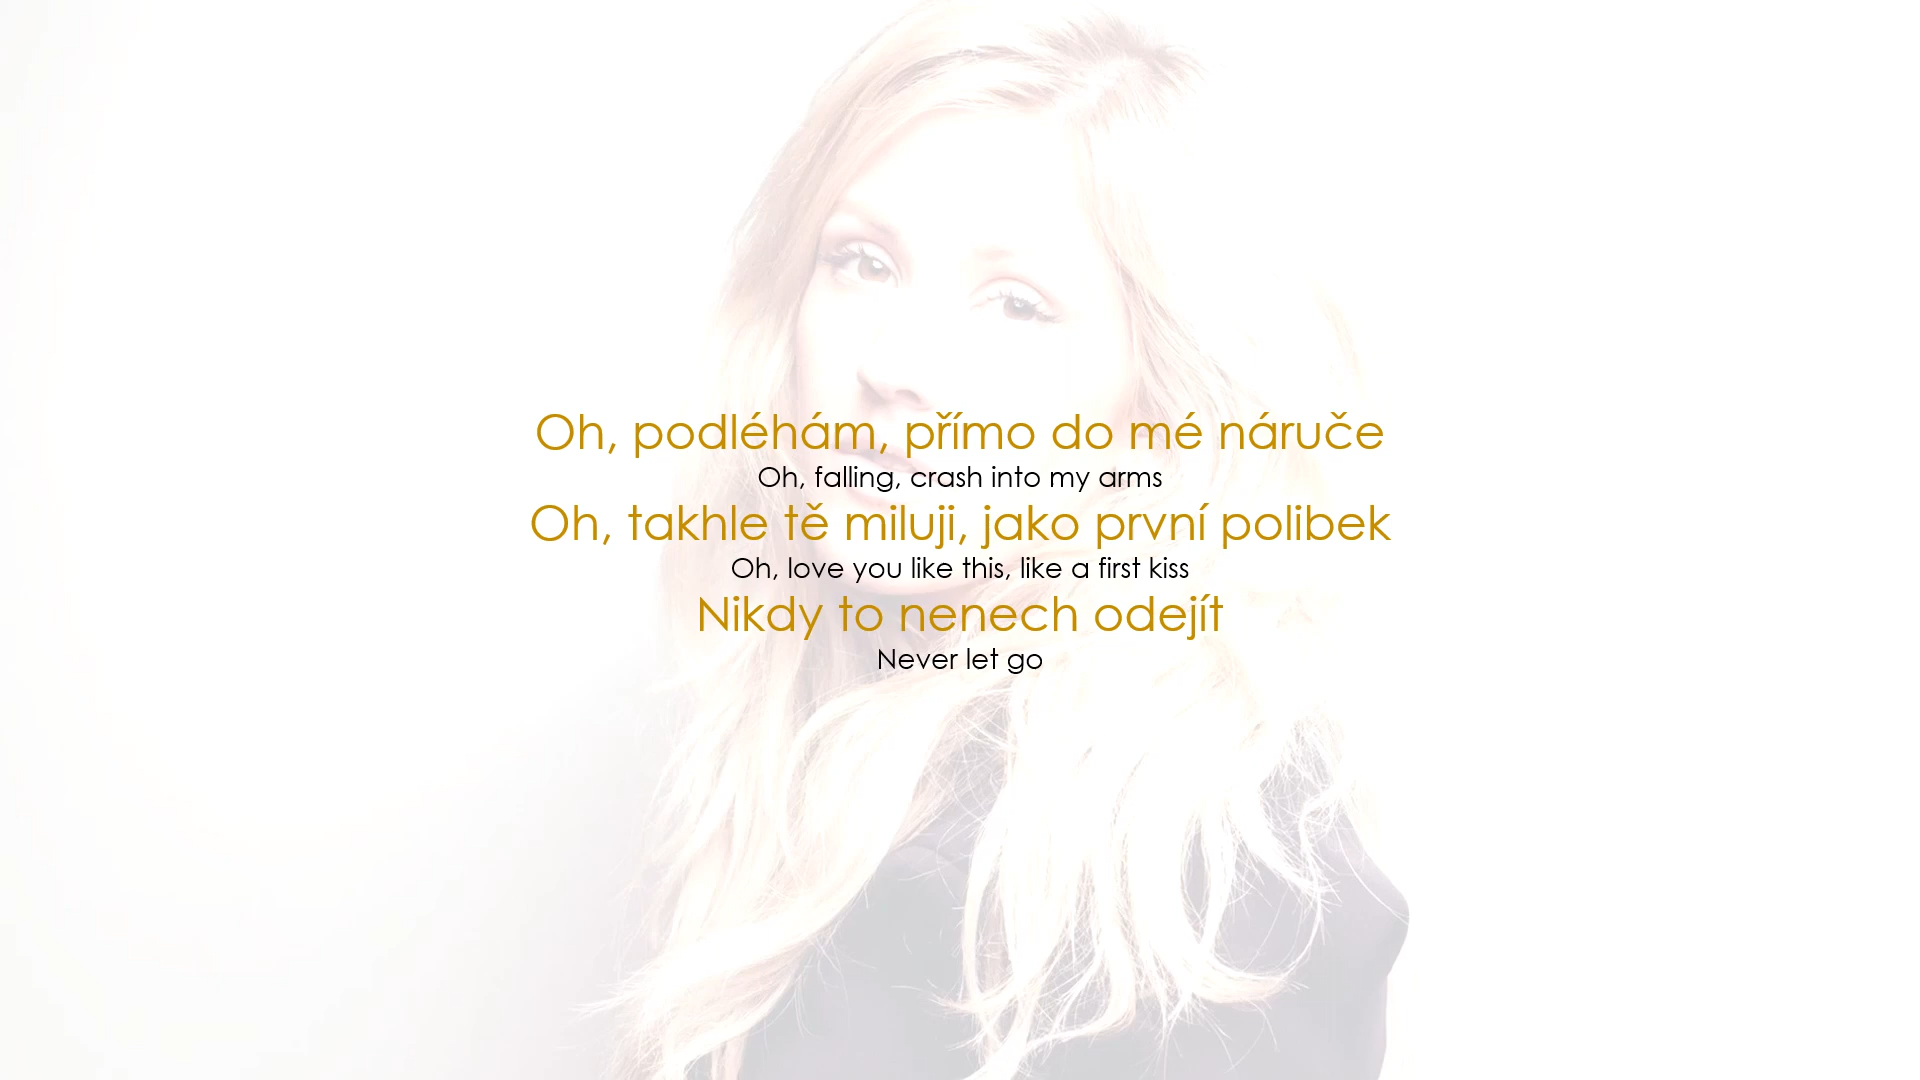 Oh, podléhám, přímo do mé náruče
Oh, falling, crash into my arms
Oh, takhle tě miluji, jako první polibek
Oh, love you like this, like a first kiss
Nikdy to nenech odejít
Never let go